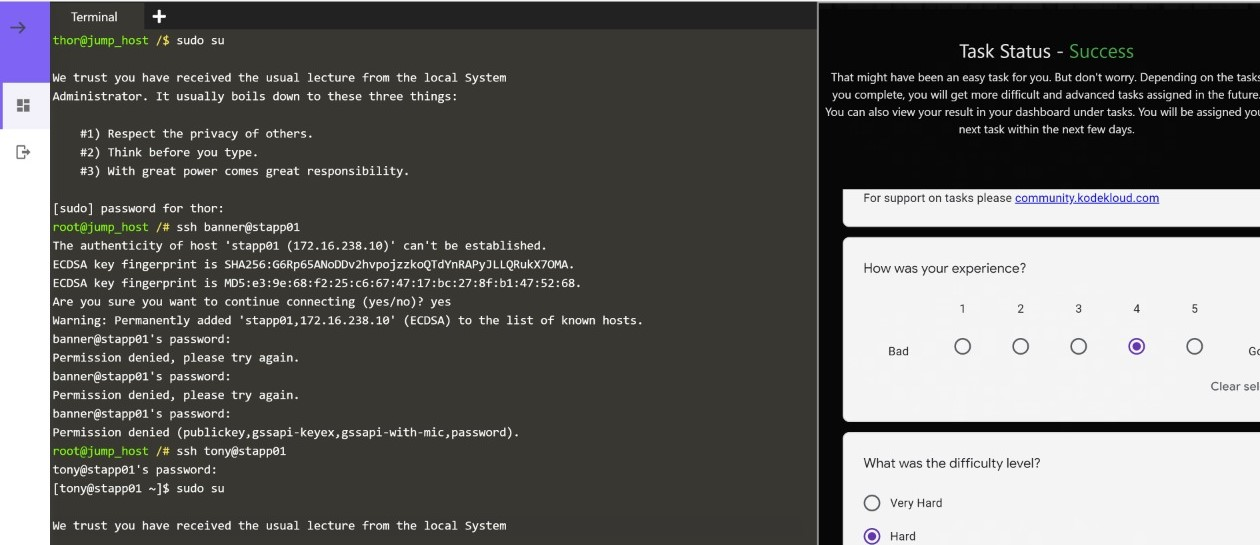 Terminal
thor@jump_host /$ sudo su
We trust you have received the usual lecture from the local System
Administrator. It usually boils down to these three things:
#1) Respect the privacy of others.
#2) Think before you type.
#3) With great power comes great responsibility.
[sudo] password for thor:
root@jump_host /# ssh banner@stapp01
The authenticity of host 'stapp01 (172.16.238.10)' can't be established.
ECDSA key fingerprint is SHA256:G6Rp65ANoDDv2hvpojzzkoQTdYnRAPyJLLQRukX7OMA.
ECDSA key fingerprint is MD5:e3:9e:68:f2:25:c6:67:47:17:bc:27:8f:b1:47:52:68.
Are you sure you want to continue connecting (yes/no)? yes
Warning: Permanently added 'stapp01,172.16.238.10' (ECDSA) to the list of known hosts.
banner@stapp01's password:
Permission denied, please try again.
banner@stapp01's password:
Permission denied, please try again.
banner@stapp01's password:
Permission denied (publickey,gssapi-keyex,gssapi-with-mic,password).
root@jump_host /# ssh tony@stapp01
tony@stapp01's password:
[tony@stapp01 ~]$ sudo su
We trust you have received the usual lecture from the local System
Task Status - Success
That might have been an easy task for you. But don't worry. Depending on the tasks
you complete, you will get more difficult and advanced tasks assigned in the future.
You can also view your result in your dashboard under tasks. You will be assigned you
next task within the next few days.
For support on tasks please community.kodekloud.com
How was your experience?
1 2 3 4 5
Bad Go
Clear sel
What was the difficulty level?
Very Hard
Hard